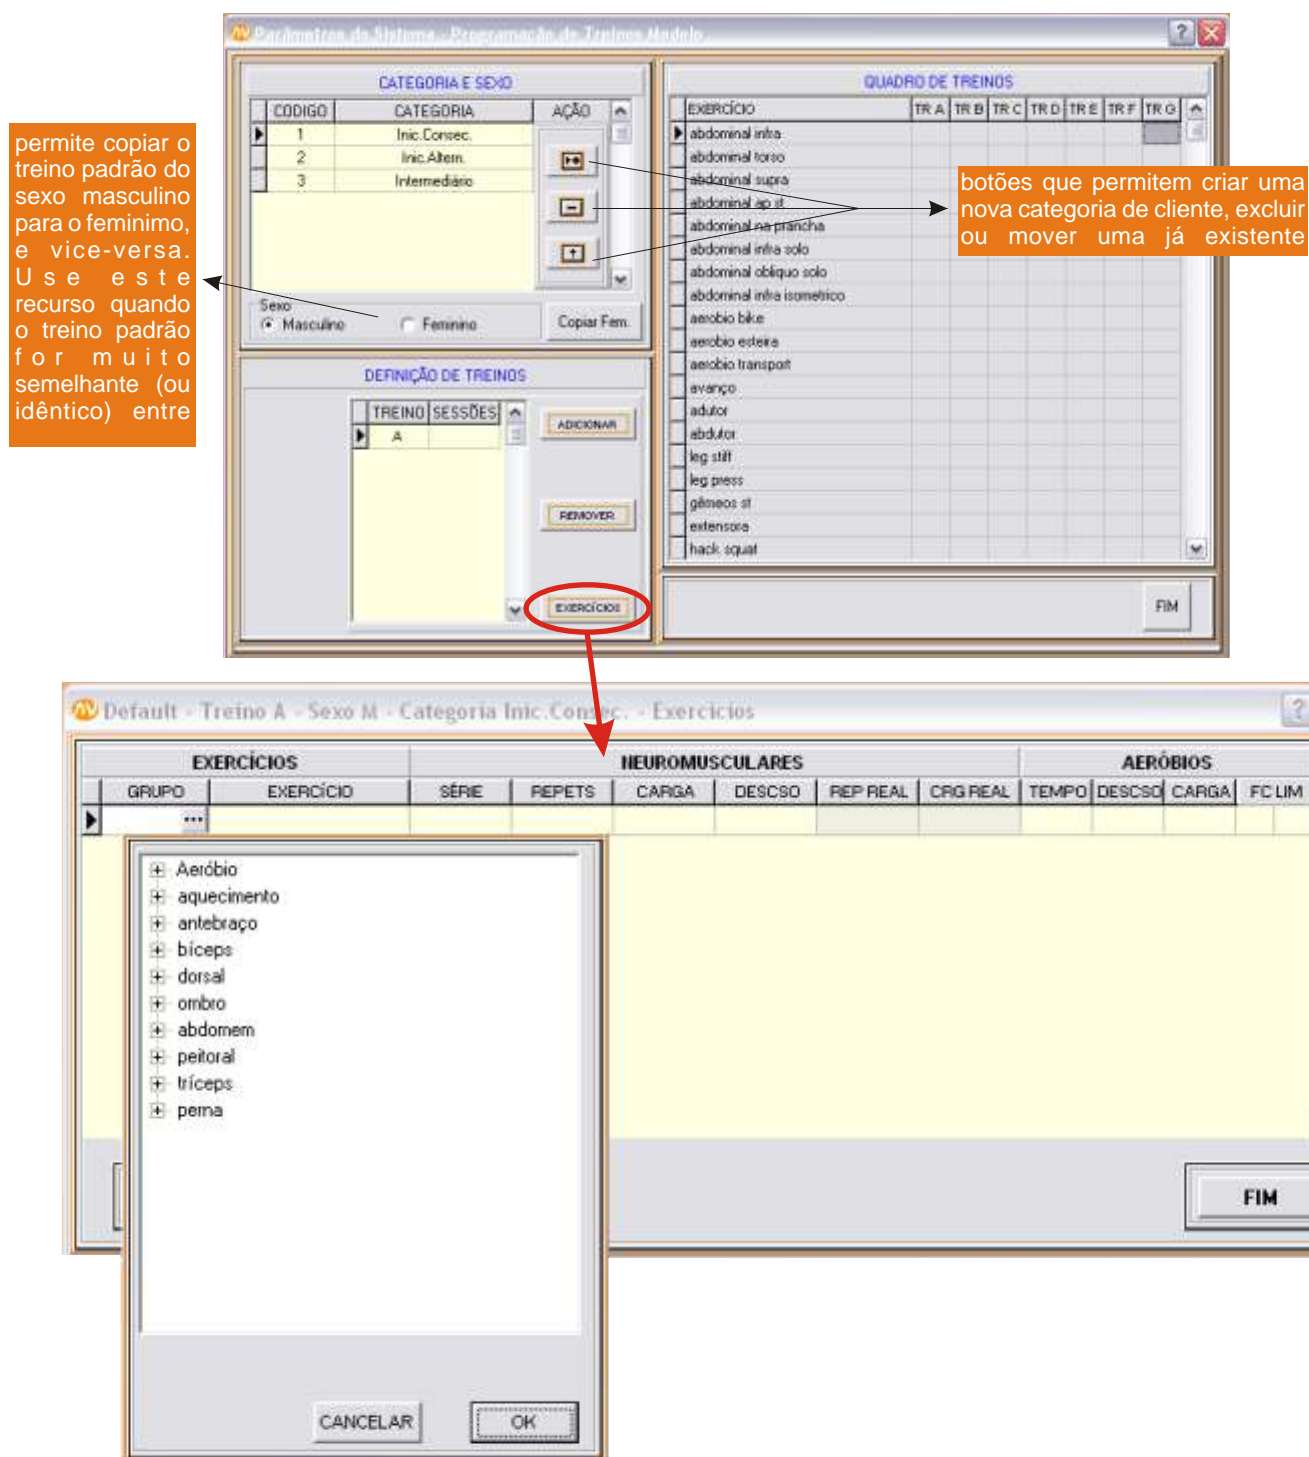 Parâmetros do Sistema - Programação de Treinos Modelo
CATEGORIA E SEXO
CODIGO CATEGORIA AÇÃO
1 Inic.Consec.
2 Inic.Altern.
3 Intermediário
Sexo
Masculino Feminino Copiar Fem.
DEFINIÇÃO DE TREINOS
TREINO SESSÕES
A
ADICIONAR
REMOVER
EXERCÍCIOS
QUADRO DE TREINOS
EXERCÍCIO TR A TR B TR C TR D TR E TR F TR G
abdominal infra
abdominal torso
abdominal supra
abdominal ap st
abdominal na prancha
abdominal infra solo
abdominal obliquo solo
abdominal infra isometrico
aerobio bike
aerobio esteira
aerobio transport
avanço
adutor
abdutor
leg stiff
leg press
gêmeos st
extensora
hack squat
FIM
permite copiar o
treino padrão do
sexo masculino
para o feminimo,
e vice-versa.
Use este
recurso quando
o treino padrão
for muito
semelhante (ou
idêntico) entre
botões que permitem criar uma
nova categoria de cliente, excluir
ou mover uma já existente
Default - Treino A - Sexo M - Categoria Inic.Consec. - Exercícios
EXERCÍCIOS NEUROMUSCULARES AERÓBIOS
GRUPO EXERCÍCIO SÉRIE REPETS CARGA DESCSO REP REAL CRG REAL TEMPO DESCSO CARGA FC LIM
Aeróbio
aquecimento
antebraço
bíceps
dorsal
ombro
abdomem
peitoral
tríceps
perna
CANCELAR OK
FIM